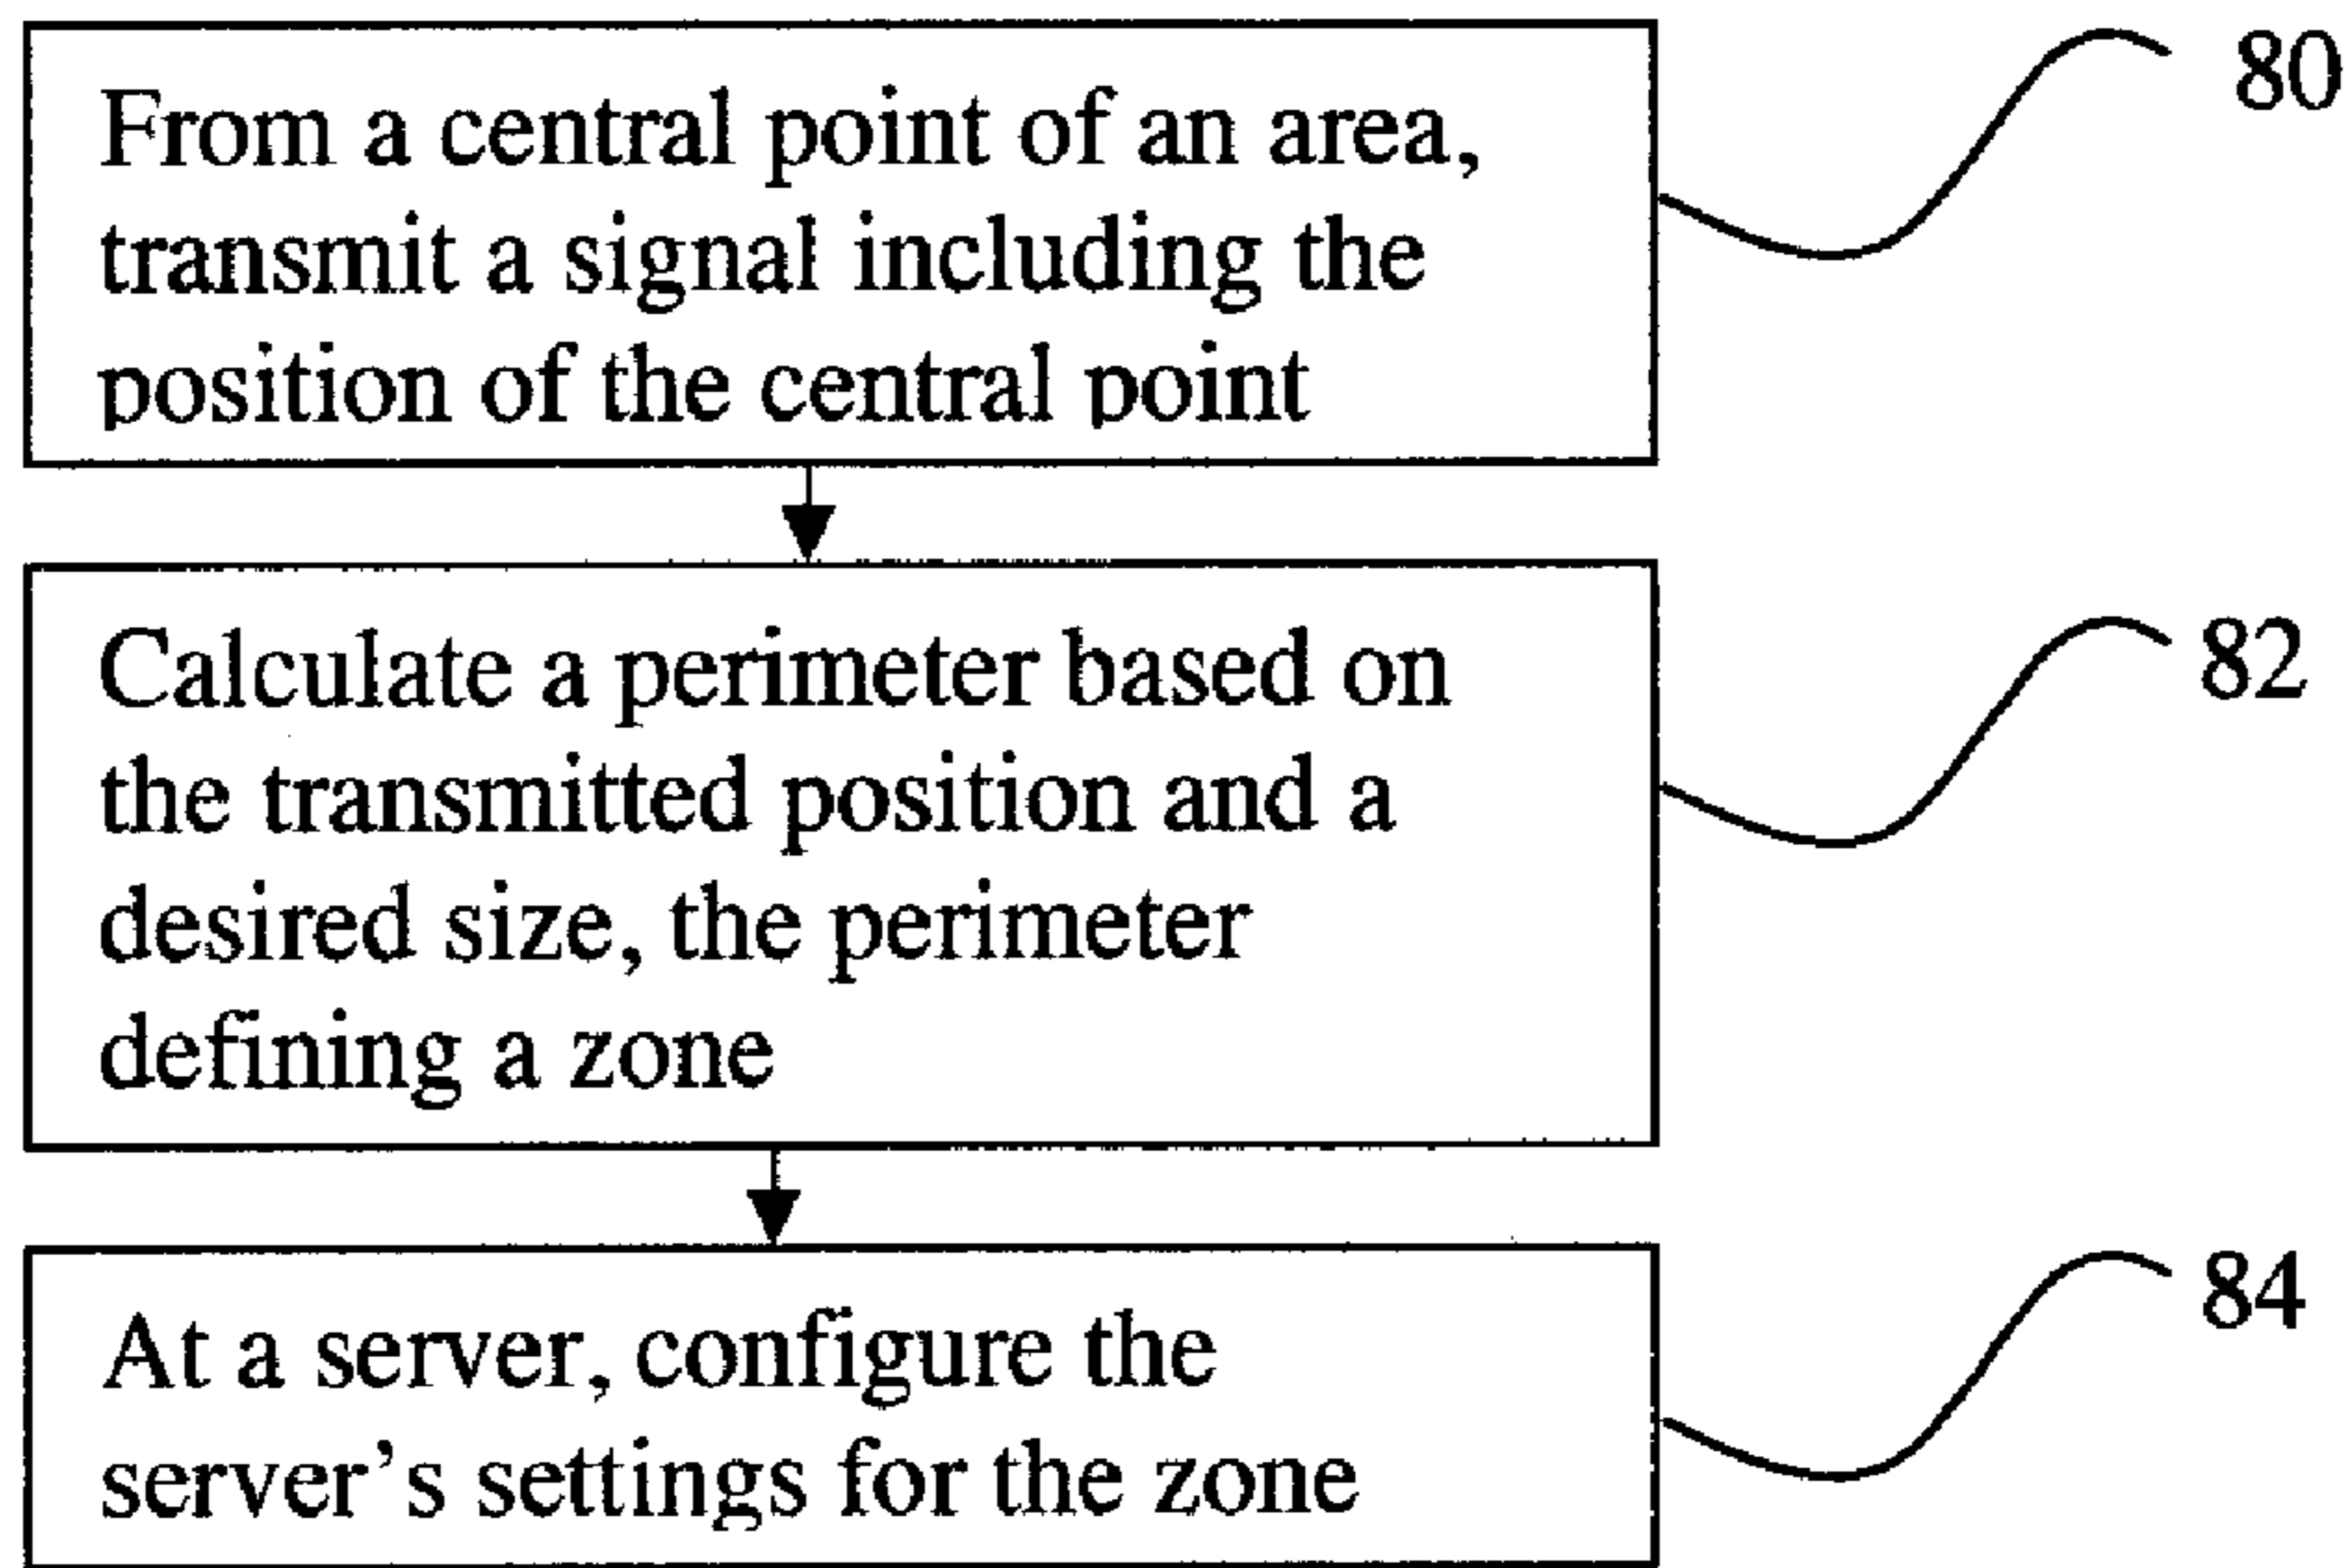 From a central point of an area,
transmit a signal including the
position of the central point
80
Calculate a perimeter based on
the transmitted position and a
desired size, the perimeter
defining a zone
82
At a server, configure the
server’s settings for the zone
84